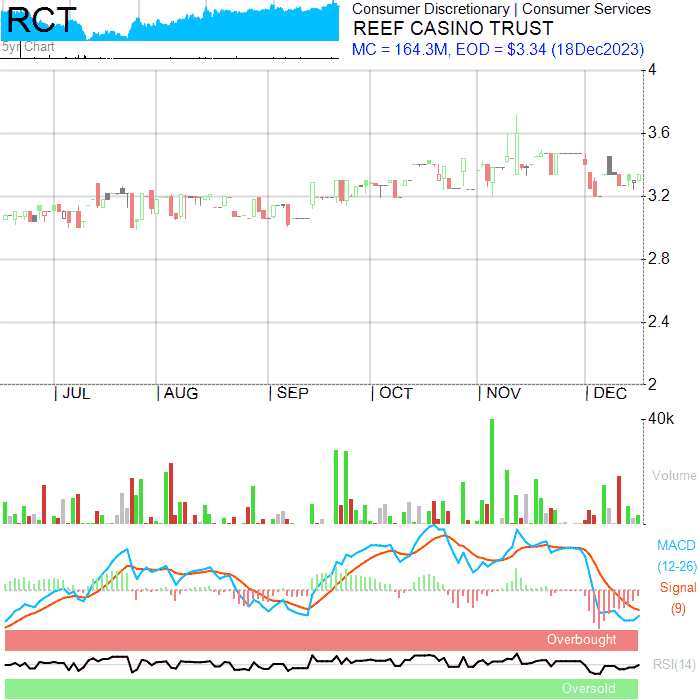 RCT
5yr Chart
Consumer Discretionary | Consumer Services
REEF CASINO TRUST
MC = 164.3M, EOD = $3.34 (18Dec2023)
4
3.6
3.2
2.8
2.4
2
JUL AUG SEP OCT NOV DEC
40k
Volume
MACD
(12-26)
Signal
(9)
Overbought
RSI(14)
Oversold